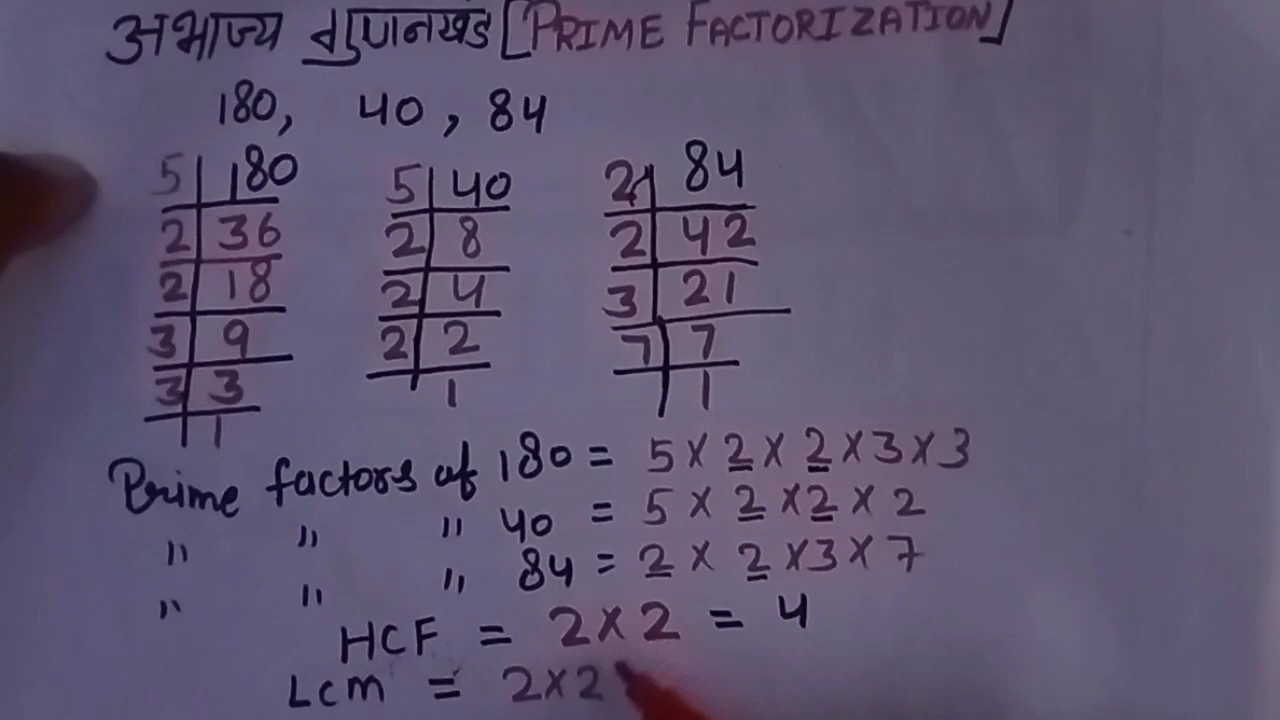 अभाज्य गुणनखंड [PRIME FACTORIZATION]
180, 40, 84
5 | 180 5 | 40 2 | 84
2 | 36 2 | 8 2 | 42
2 | 18 2 | 4 3 | 21
3 | 9 2 | 2 7 | 7
3 | 3 1 1
1
Prime factors of 180 = 5 × 2 × 2 × 3 × 3
" " " 40 = 5 × 2 × 2 × 2
" " " 84 = 2 × 2 × 3 × 7
HCF = 2 × 2 = 4
Lcm = 2 × 2